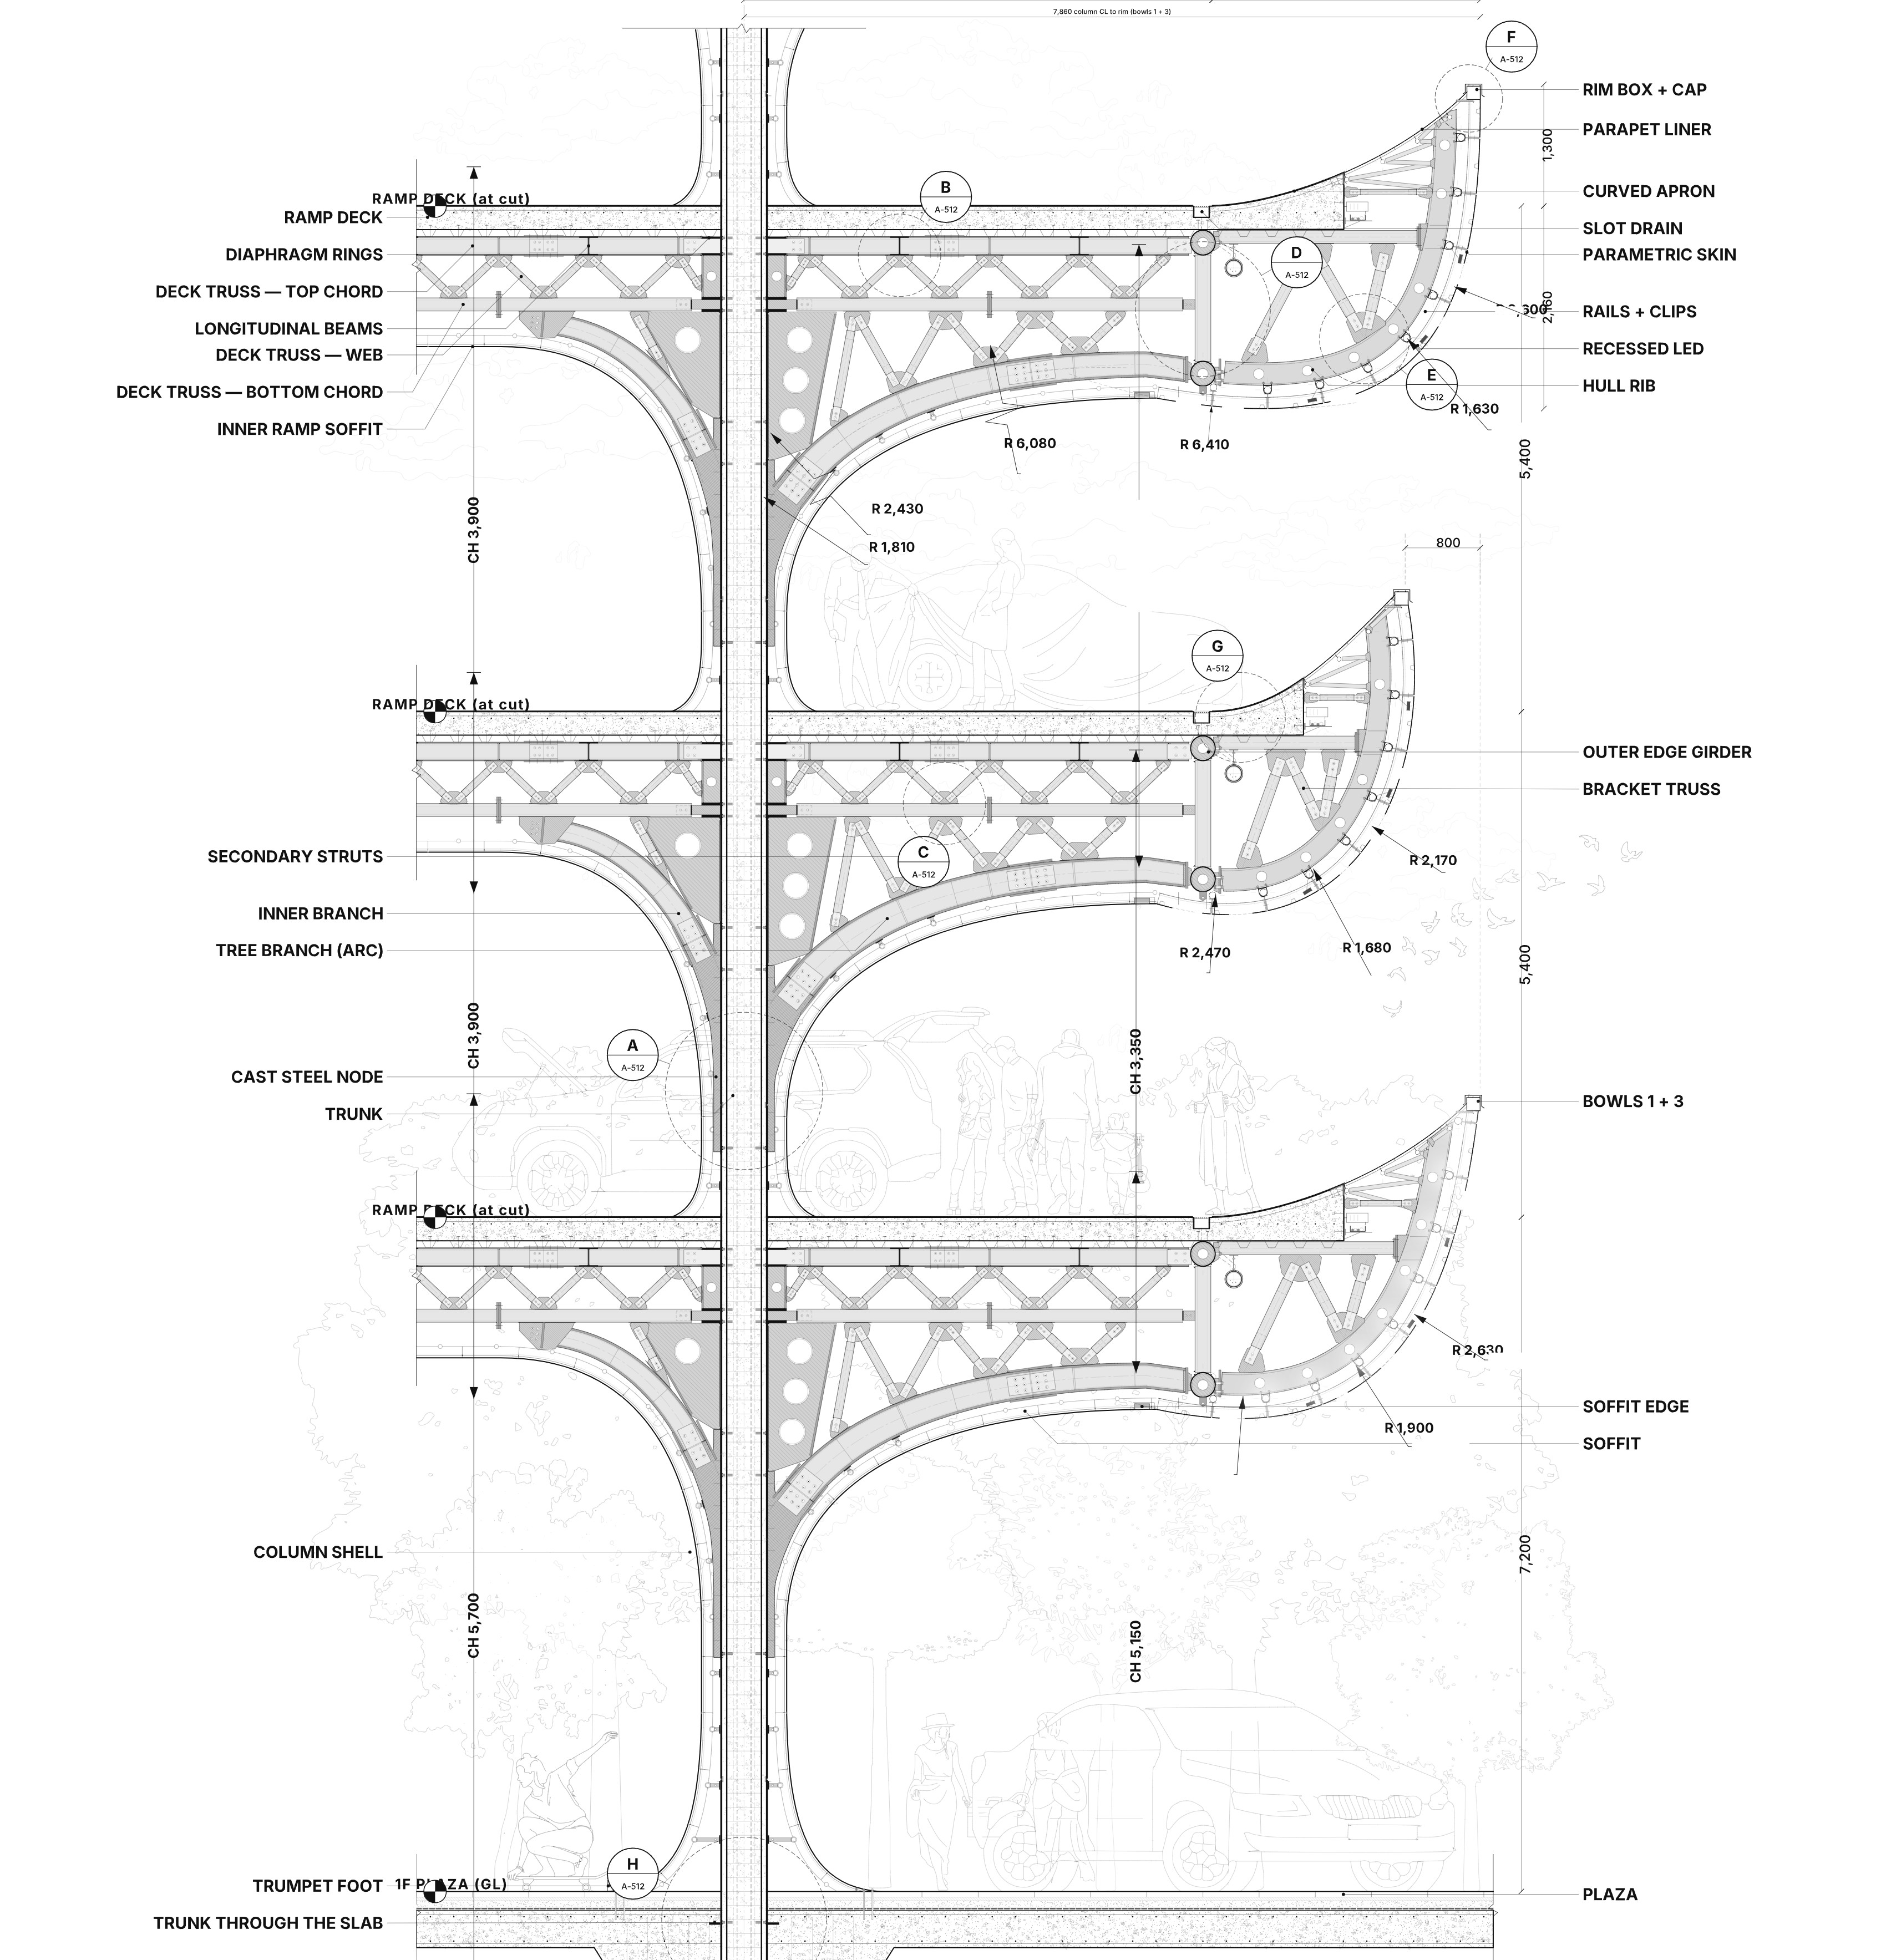 7,860 column CL to rim (bowls 1 + 3)
F
A-512
RIM BOX + CAP
PARAPET LINER
1,300
B
A-512
CURVED APRON
RAMP DECK (at cut)
RAMP DECK
SLOT DRAIN
DIAPHRAGM RINGS
D
A-512
PARAMETRIC SKIN
DECK TRUSS — TOP CHORD
2,160
RAILS + CLIPS
LONGITUDINAL BEAMS
DECK TRUSS — WEB
RECESSED LED
E
A-512
HULL RIB
DECK TRUSS — BOTTOM CHORD
R 1,630
INNER RAMP SOFFIT
R 6,080
R 6,410
5,400
R 2,430
CH 3,900
R 1,810
800
G
A-512
RAMP DECK (at cut)
OUTER EDGE GIRDER
BRACKET TRUSS
SECONDARY STRUTS
C
A-512
R 2,170
INNER BRANCH
TREE BRANCH (ARC)
R 2,470
R 1,680
5,400
CH 3,900
A
A-512
CH 3,350
CAST STEEL NODE
TRUNK
BOWLS 1 + 3
RAMP DECK (at cut)
R 2,630
SOFFIT EDGE
R 1,900
SOFFIT
COLUMN SHELL
7,200
CH 5,700
CH 5,150
H
A-512
TRUMPET FOOT
1F PLAZA (GL)
PLAZA
TRUNK THROUGH THE SLAB